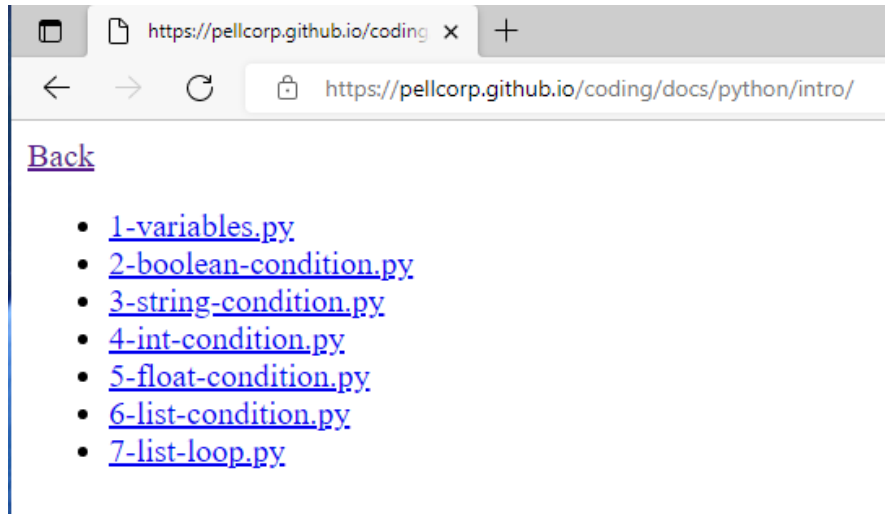 https://pellcorp.github.io/coding
https://pellcorp.github.io/coding/docs/python/intro/
Back
1-variables.py
2-boolean-condition.py
3-string-condition.py
4-int-condition.py
5-float-condition.py
6-list-condition.py
7-list-loop.py